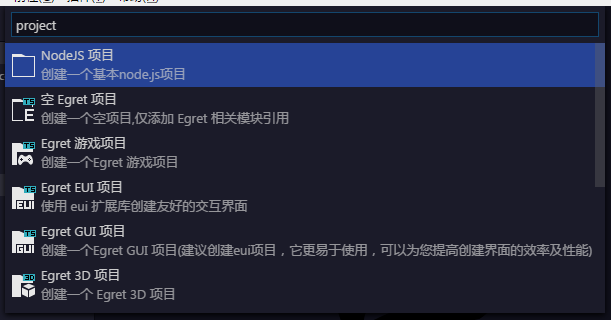 project
NodeJS 项目
创建一个基本node.js项目
空 Egret 项目
创建一个空项目,仅添加 Egret 相关模块引用
Egret 游戏项目
创建一个Egret 游戏项目
Egret EUI 项目
使用 eui 扩展库创建友好的交互界面
Egret GUI 项目
创建一个Egret GUI 项目(建议创建eui项目，它更易于使用，可以为您提高创建界面的效率及性能)
Egret 3D 项目
创建一个 Egret 3D 项目